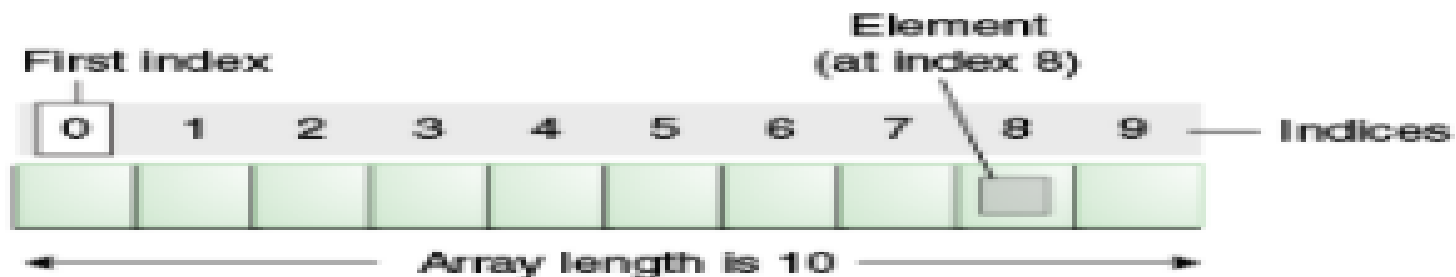 Element
First index
(at index 8)
0 1 2 3 4 5 6 7 8 9
Indices
Array length is 10